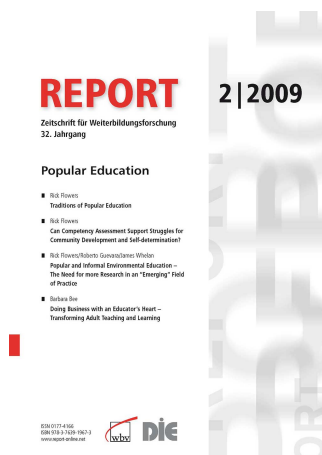 REPORT
2|2009
Zeitschrift für Weiterbildungsforschung
32. Jahrgang
Popular Education
Rick Flowers
Traditions of Popular Education
Rick Flowers
Can Competency Assessment Support Struggles for
Community Development and Self-determination?
Rick Flowers/Roberto Guevara/James Whelan
Popular and Informal Environmental Education –
The Need for more Research in an "Emerging" Field
of Practice
Barbara Bee
Doing Business with an Educator's Heart –
Transforming Adult Teaching and Learning
ISSN 0177-4166
ISBN 978-3-7639-1967-3
www.report-online.net
wbv
DIE